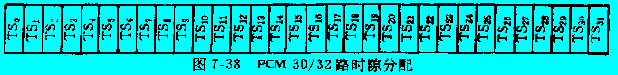 TS₀ TS₁ TS₂ TS₃ TS₄ TS₅ TS₆ TS₇ TS₈ TS₉ TS₁₀ TS₁₁ TS₁₂ TS₁₃ TS₁₄ TS₁₅ TS₁₆ TS₁₇ TS₁₈ TS₁₉ TS₂₀ TS₂₁ TS₂₂ TS₂₃ TS₂₄ TS₂₅ TS₂₆ TS₂₇ TS₂₈ TS₂₉ TS₃₀ TS₃₁
图 7-38 PCM 30/32 路时隙分配